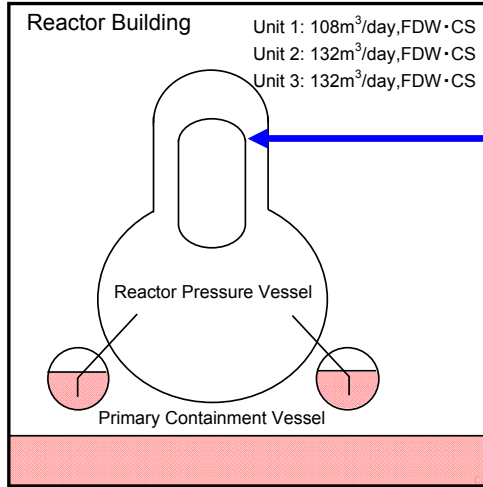 Reactor Building
Unit 1: 108m³/day,FDW・CS
Unit 2: 132m³/day,FDW・CS
Unit 3: 132m³/day,FDW・CS
Reactor Pressure Vessel
Primary Containment Vessel